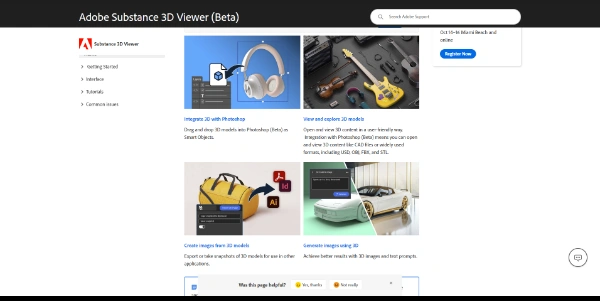 Adobe Substance 3D Viewer (Beta)
Search Adobe Support
Substance 3D Viewer
Getting Started
Interface
Tutorials
Common Issues
Oct 14–16 Miami Beach and
online
Register Now
Integrate 3D with Photoshop
Drag and drop 3D models into Photoshop (Beta) as
Smart Objects.
View and explore 3D models
Open and view 3D content in a user-friendly way.
Integration with Photoshop (Beta) means you can open
and view 3D content like CAD files or widely used
formats, including USD, OBJ, FBX, and STL.
Id
Ai
Create images from 3D models
Export or take snapshots of 3D models for use in other
applications.
Generate images using 3D
Achieve better results with 3D images and text prompts.
Was this page helpful?
Yes, thanks
Not really